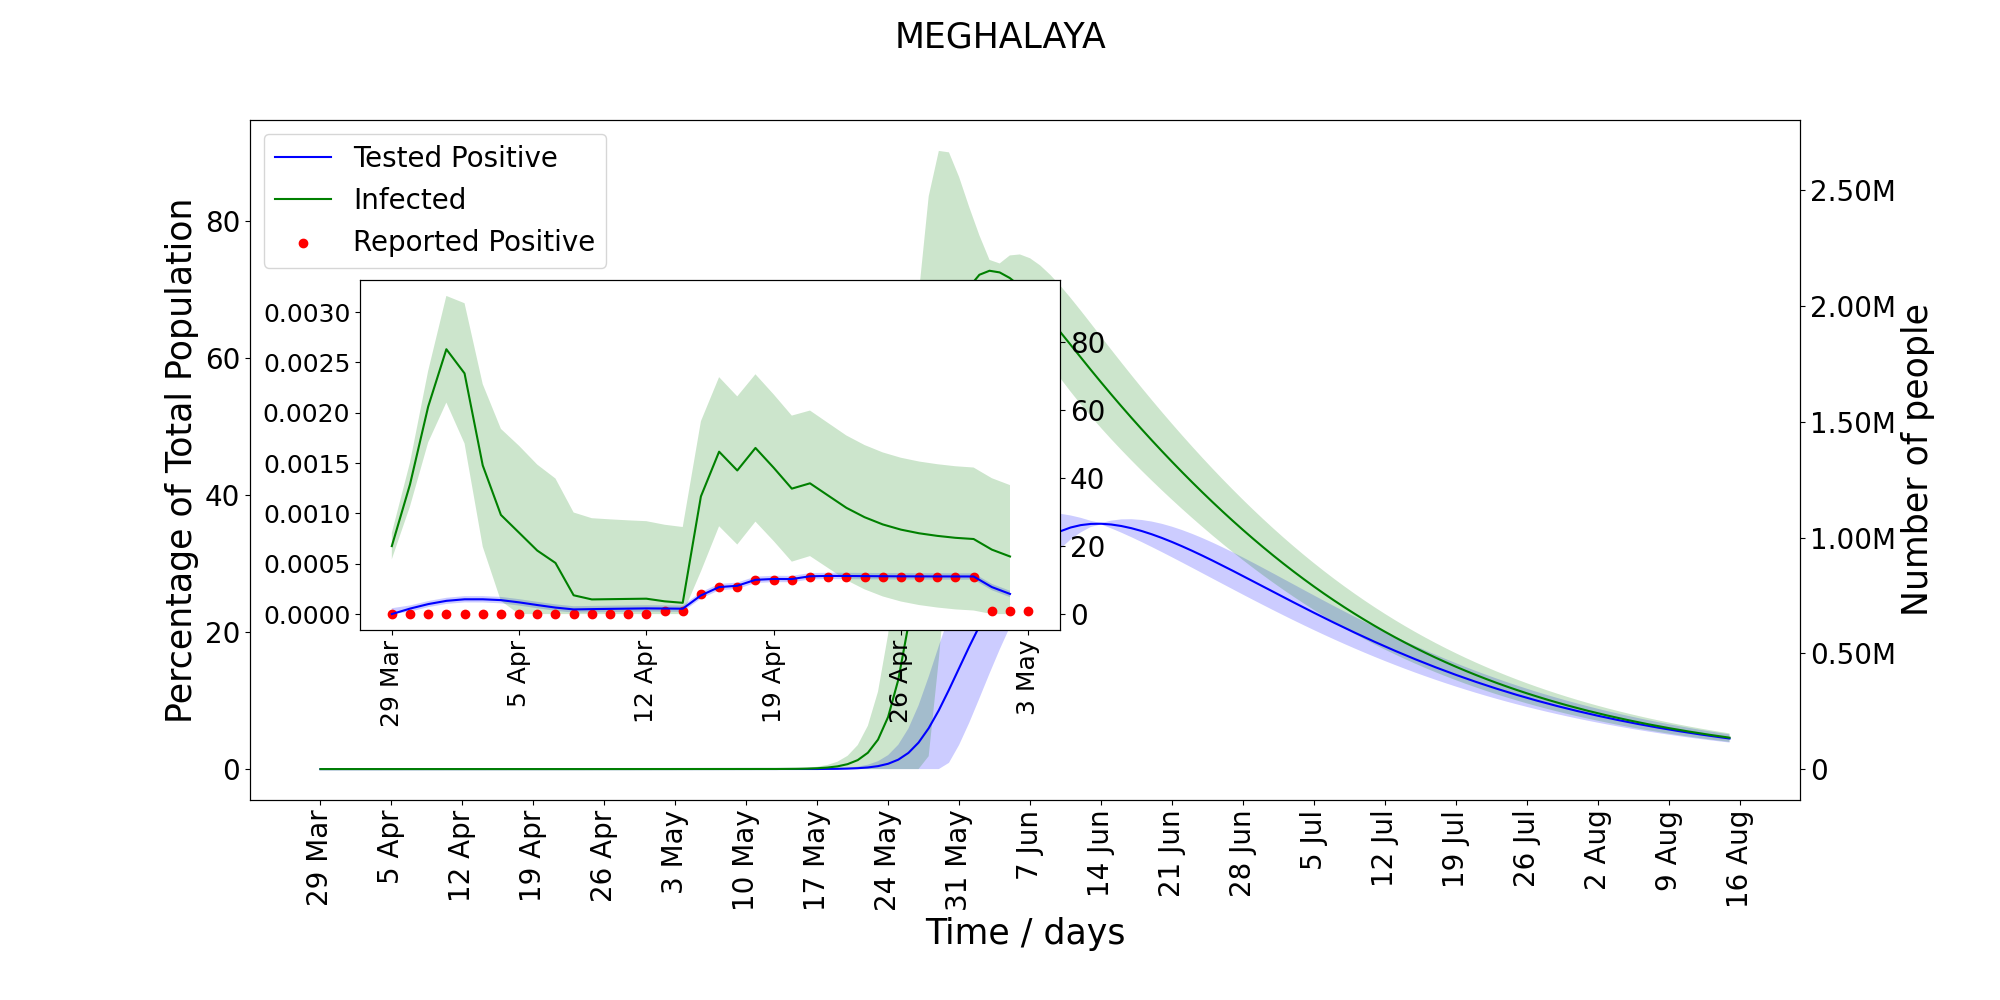 MEGHALAYA
Tested Positive
Infected
Reported Positive
Percentage of Total Population
80
60
40
20
0
2.50M
2.00M
1.50M
1.00M
0.50M
0
Number of people
0.0030
0.0025
0.0020
0.0015
0.0010
0.0005
0.0000
80
60
40
20
0
29 Mar
5 Apr
12 Apr
19 Apr
26 Apr
3 May
29 Mar
5 Apr
12 Apr
19 Apr
26 Apr
3 May
10 May
17 May
24 May
31 May
7 Jun
14 Jun
21 Jun
28 Jun
5 Jul
12 Jul
19 Jul
26 Jul
2 Aug
9 Aug
16 Aug
Time / days